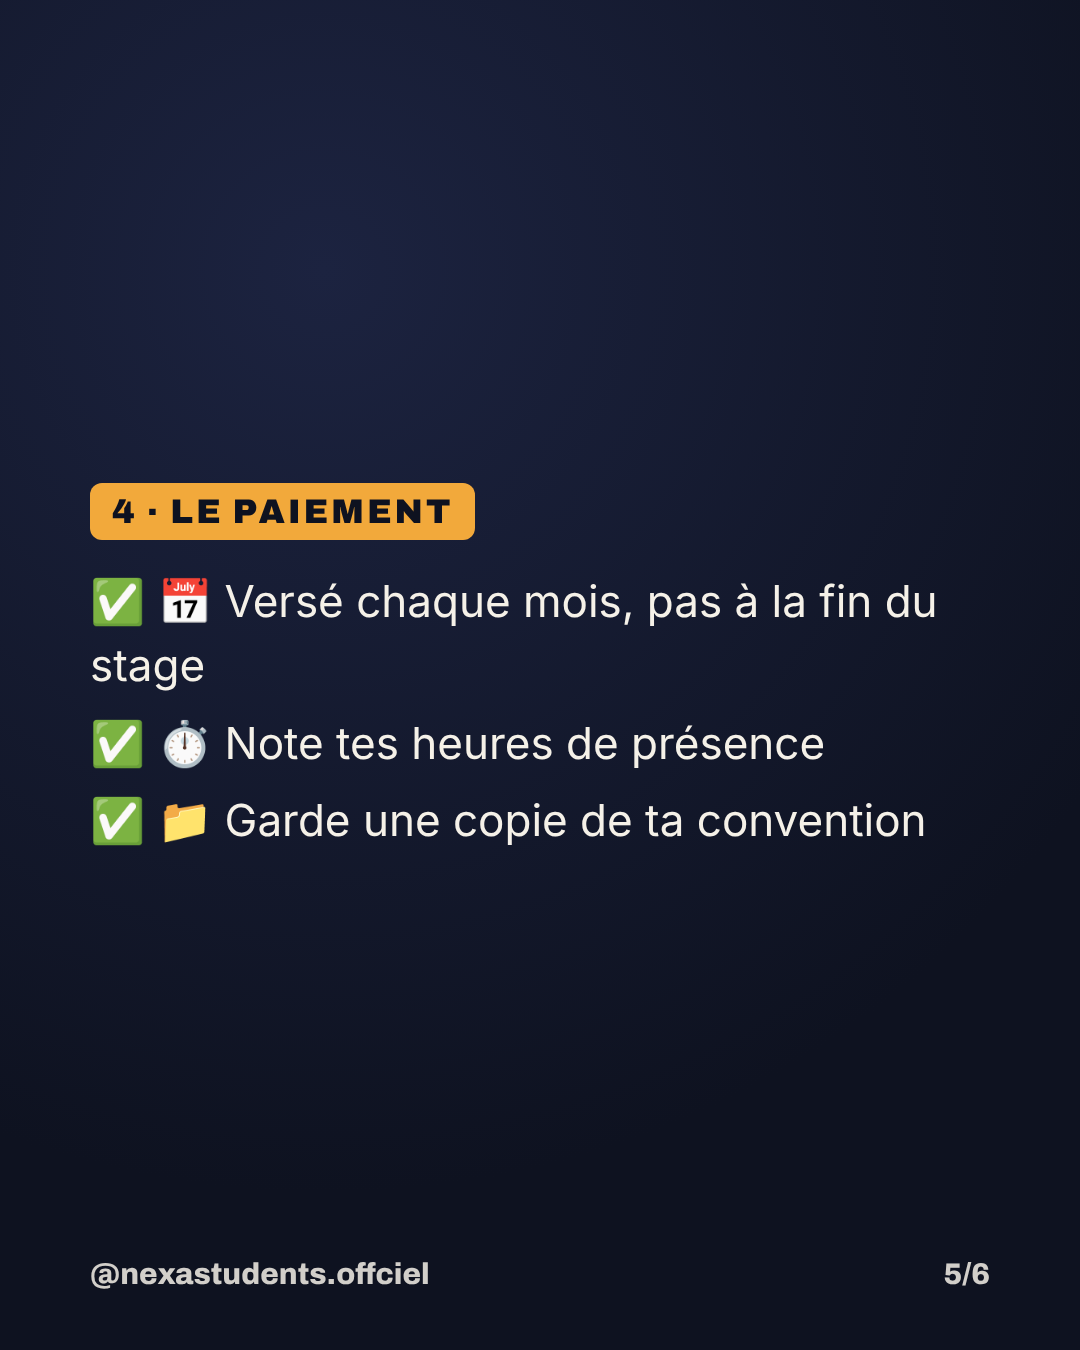 4 · LE PAIEMENT
✅ 📅 Versé chaque mois, pas à la fin du
stage
✅ ⏱️ Note tes heures de présence
✅ 📁 Garde une copie de ta convention
@nexastudents.offciel
5/6